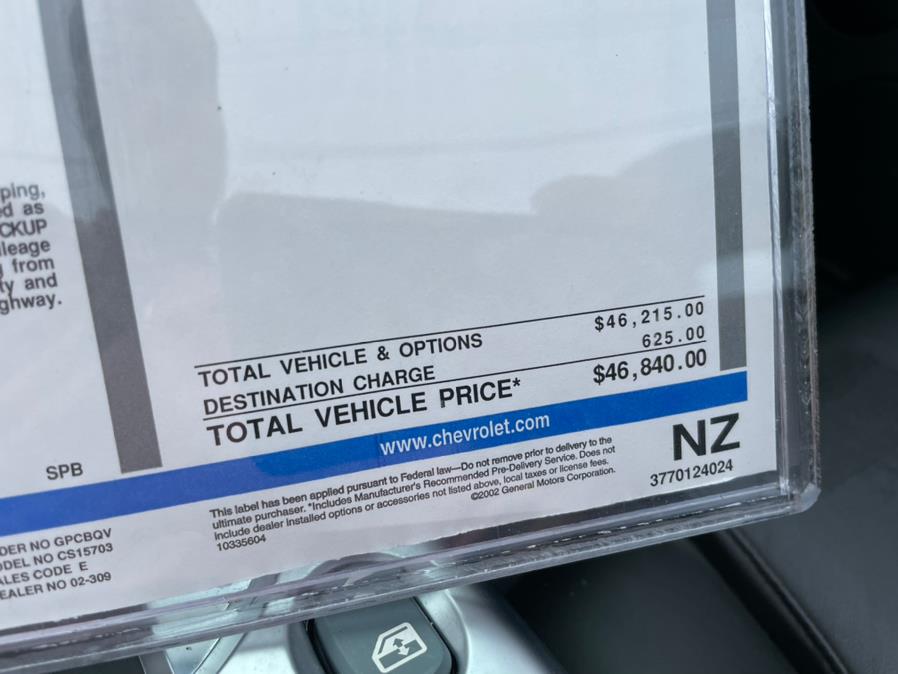 ping,
ed as
CKUP
ileage
g from
ty and
ghway.
TOTAL VEHICLE & OPTIONS $46,215.00
DESTINATION CHARGE 625.00
TOTAL VEHICLE PRICE* $46,840.00
www.chevrolet.com
SPB
This label has been applied pursuant to Federal law—Do not remove prior to delivery to the
ultimate purchaser. *Includes Manufacturer's Recommended Pre-Delivery Service. Does not
include dealer installed options or accessories not listed above, local taxes or license fees.
©2002 General Motors Corporation.
10335604
NZ
3770124024
DER NO GPCBQV
ODEL NO CS15703
ALES CODE E
EALER NO 02-309